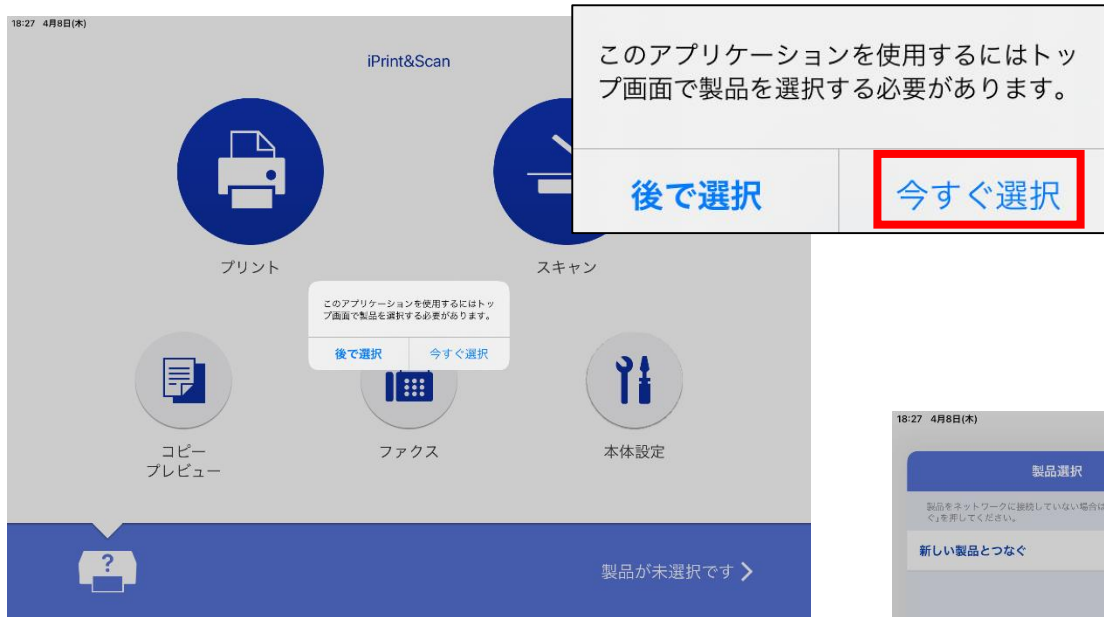 18:27 4月8日(木)
iPrint&Scan
このアプリケーションを使用するにはトッ
プ画面で製品を選択する必要があります。
後で選択
今すぐ選択
プリント
スキャン
このアプリケーションを使用するにはトッ
プ画面で製品を選択する必要があります。
後で選択
今すぐ選択
コピー
プレビュー
ファクス
本体設定
?
製品が未選択です
18:27 4月8日(木)
製品選択
製品をネットワークに接続していない場合は
ぐ」を押してください。
新しい製品とつなぐ